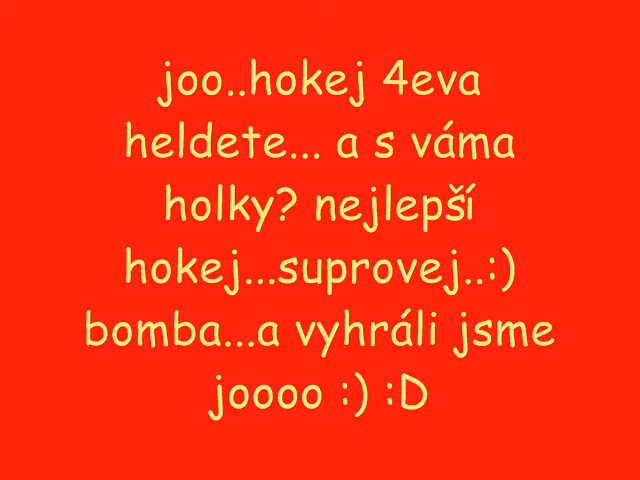 joo..hokej 4eva
heldete... a s váma
holky? nejlepší
hokej...suprovej..:)
bomba...a vyhráli jsme
joooo :) :D